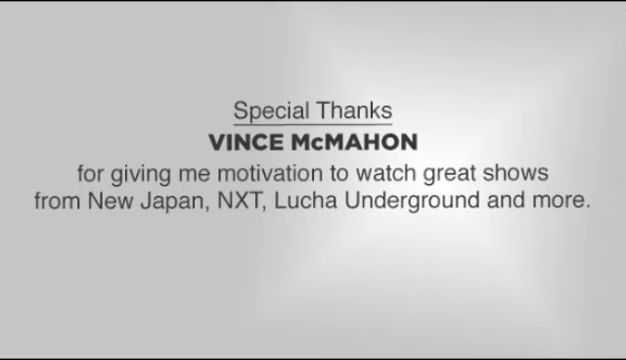 Special Thanks
VINCE McMAHON
for giving me motivation to watch great shows
from New Japan, NXT, Lucha Underground and more.